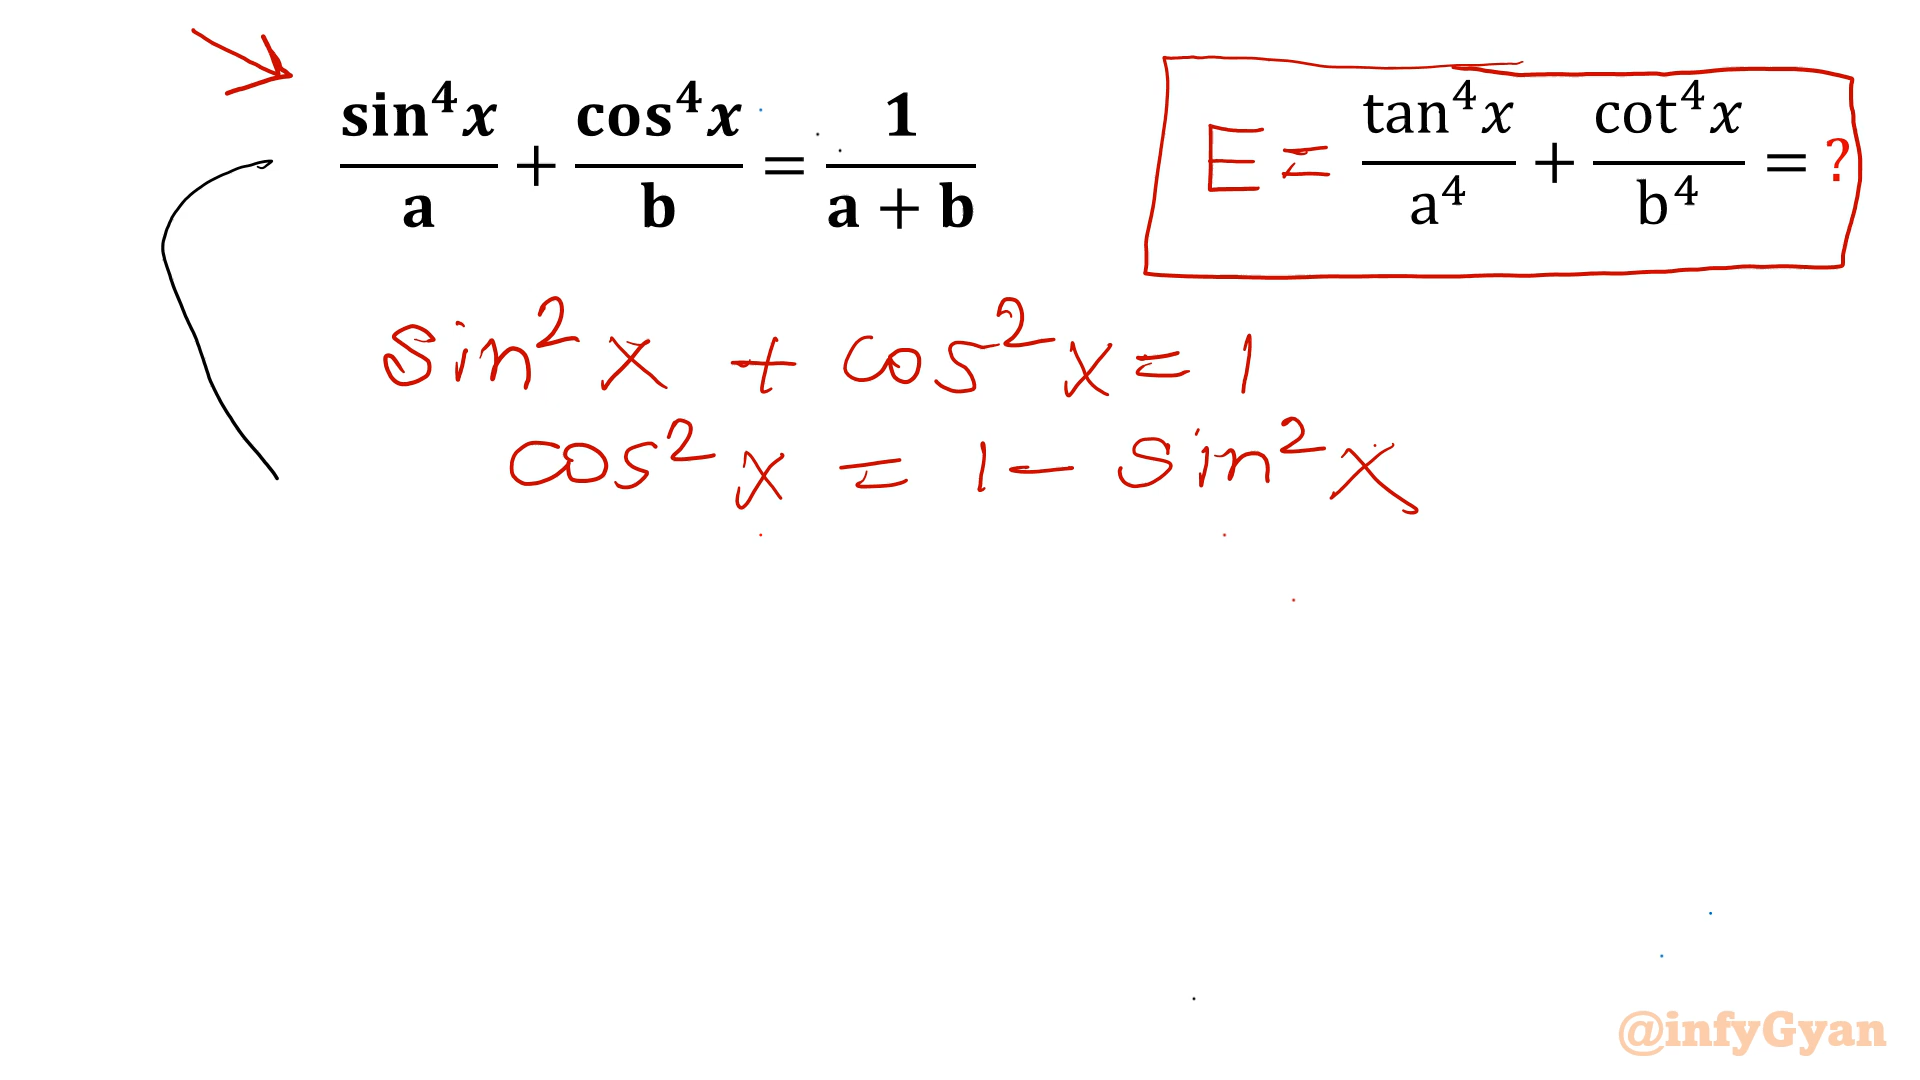 sin⁴x/a + cos⁴x/b = 1/(a + b)
E = tan⁴x/a⁴ + cot⁴x/b⁴ = ?
sin²x + cos²x = 1
cos²x = 1 - sin²x
@infyGyan